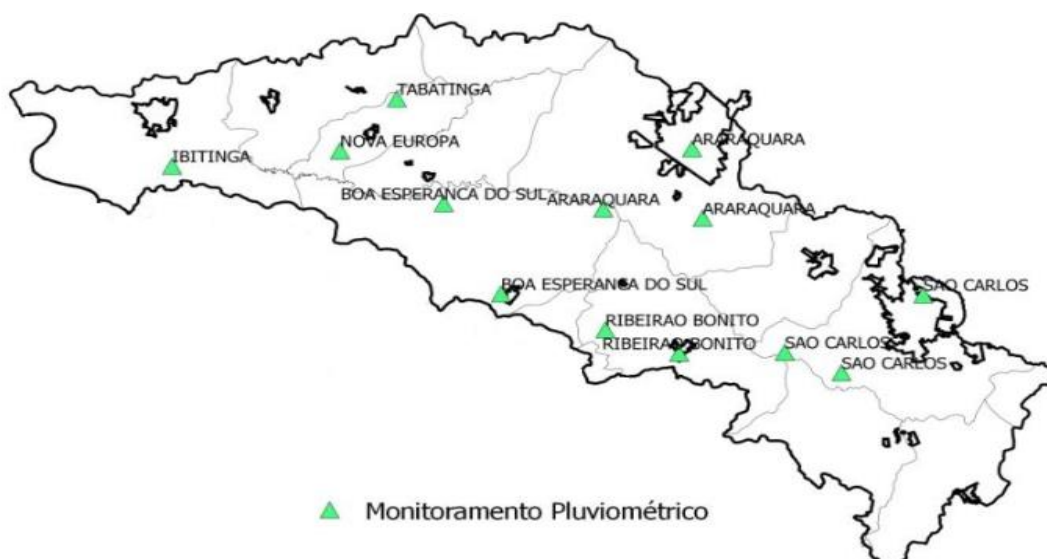 TABATINGA
NOVA EUROPA
ARARAQUARA
IBITINGA
BOA ESPERANCA DO SUL
ARARAQUARA
ARARAQUARA
BOA ESPERANCA DO SUL
SAO CARLOS
RIBEIRAO BONITO
RIBEIRAO BONITO
SAO CARLOS
SAO CARLOS
Monitoramento Pluviométrico